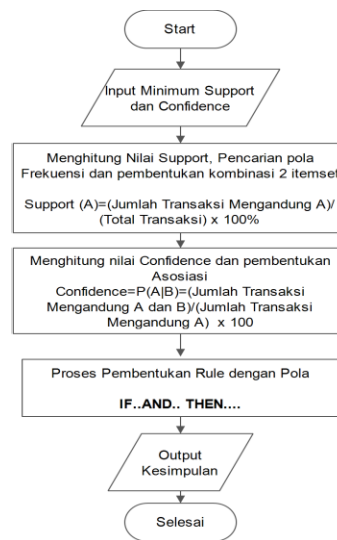 Start
Input Minimum Support
dan Confidence
Menghitung Nilai Support, Pencarian pola
Frekuensi dan pembentukan kombinasi 2 itemset
Support (A)=(Jumlah Transaksi Mengandung A)/
(Total Transaksi) x 100%
Menghitung nilai Confidence dan pembentukan
Asosiasi
Confidence=P(A|B)=(Jumlah Transaksi
Mengandung A dan B)/(Jumlah Transaksi
Mengandung A) x 100
Proses Pembentukan Rule dengan Pola
IF..AND.. THEN....
Output
Kesimpulan
Selesai